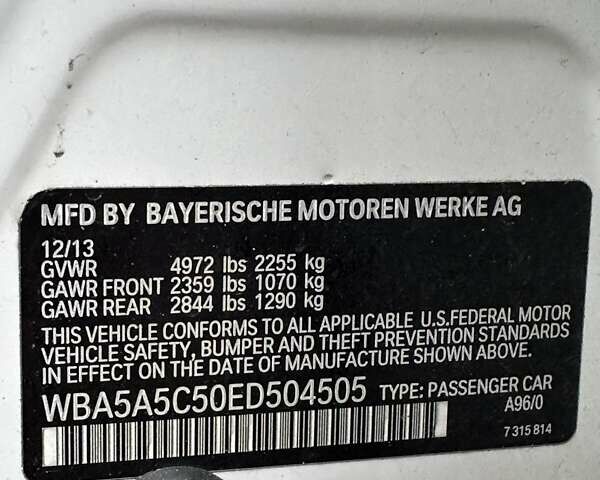 MFD BY BAYERISCHE MOTOREN WERKE AG
12/13
GVWR 4972 lbs 2255 kg
GAWR FRONT 2359 lbs 1070 kg
GAWR REAR 2844 lbs 1290 kg
THIS VEHICLE CONFORMS TO ALL APPLICABLE U.S.FEDERAL MOTOR
VEHICLE SAFETY, BUMPER AND THEFT PREVENTION STANDARDS
IN EFFECT ON THE DATE OF MANUFACTURE SHOWN ABOVE.
WBA5A5C50ED504505 TYPE: PASSENGER CAR
A96/0
7 315 814